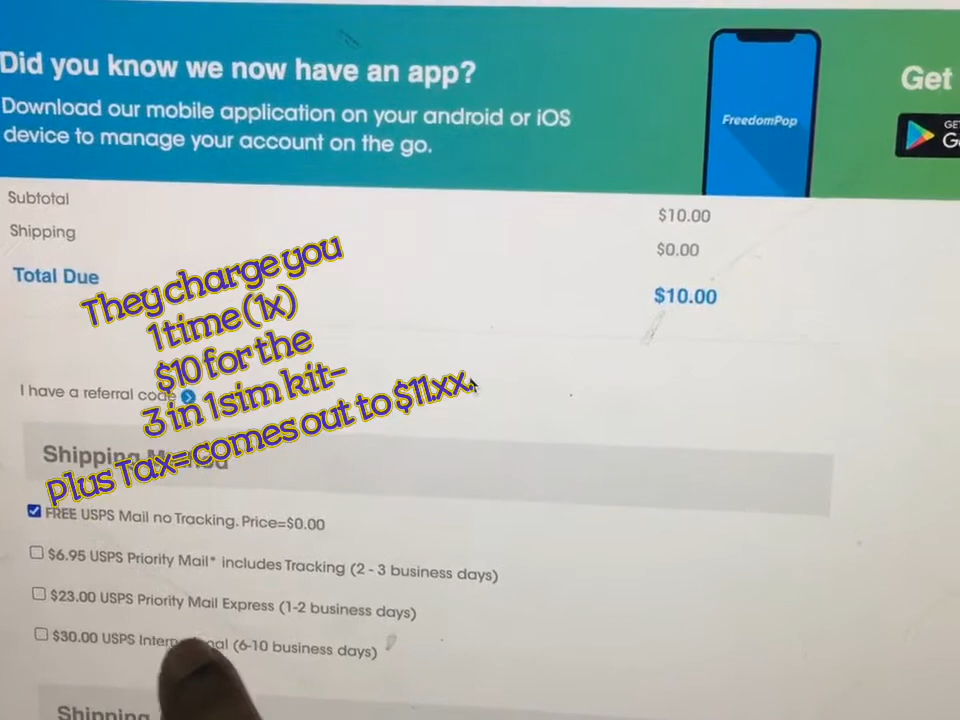 Did you know we now have an app?
Download our mobile application on your android or iOS
device to manage your account on the go.
FreedomPop
Get
Subtotal $10.00
Shipping $0.00
Total Due $10.00
They charge you
1 time (1x)
$10 for the
3 in 1 sim kit-
Plus Tax=comes out to $11.xx.
I have a referral code
Shipping
FREE USPS Mail no Tracking. Price=$0.00
$6.95 USPS Priority Mail* includes Tracking (2 - 3 business days)
$23.00 USPS Priority Mail Express (1-2 business days)
$30.00 USPS International (6-10 business days)
Shipping